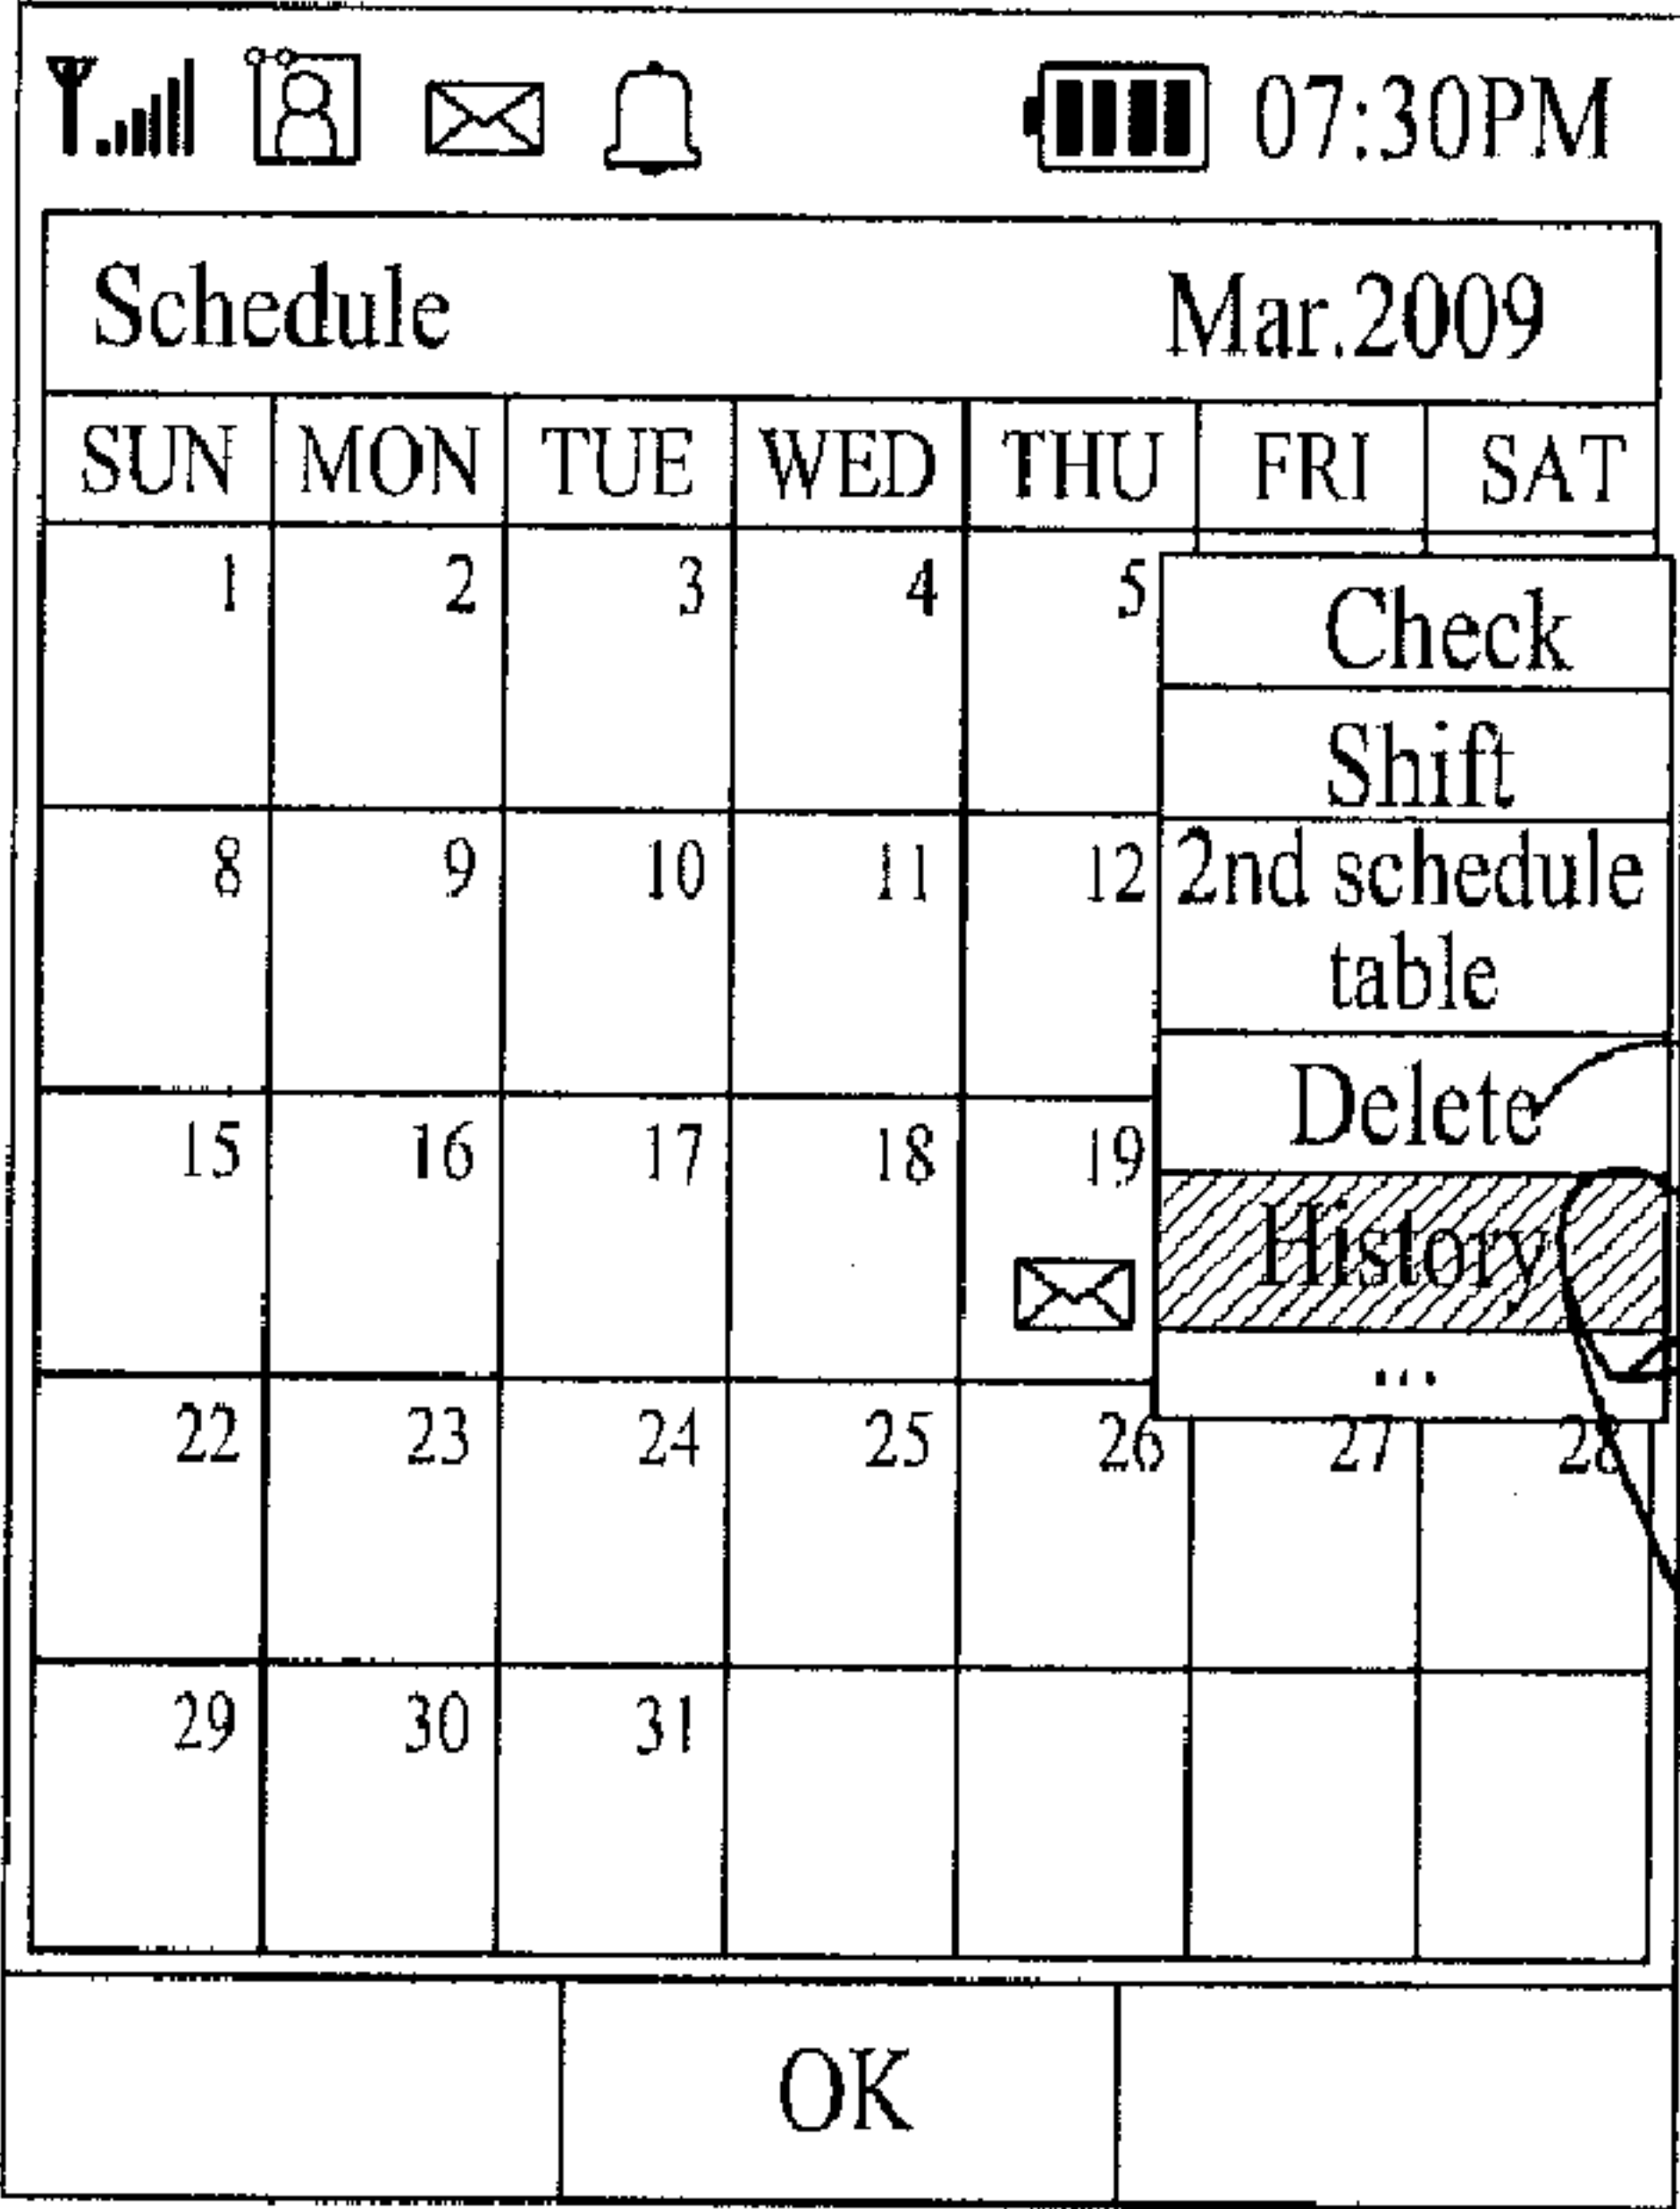 07:30PM
Schedule Mar.2009
SUN MON TUE WED THU FRI SAT
1 2 3 4 5
Check
Shift
8 9 10 11 12
2nd schedule
table
Delete
15 16 17 18 19
History
...
22 23 24 25 26 27 28
29 30 31
OK